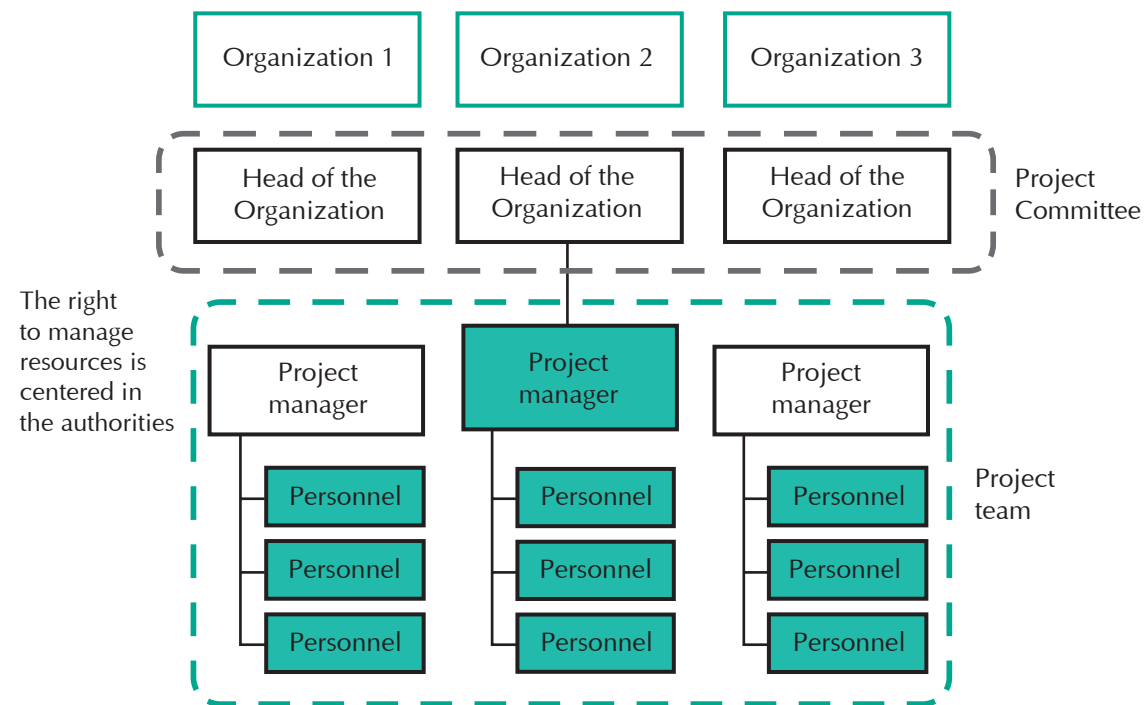 Organization 1
Organization 2
Organization 3
Head of the
Organization
Head of the
Organization
Head of the
Organization
Project
Committee
The right
to manage
resources is
centered in
the authorities
Project
manager
Project
manager
Project
manager
Personnel
Personnel
Personnel
Project
team
Personnel
Personnel
Personnel
Personnel
Personnel
Personnel